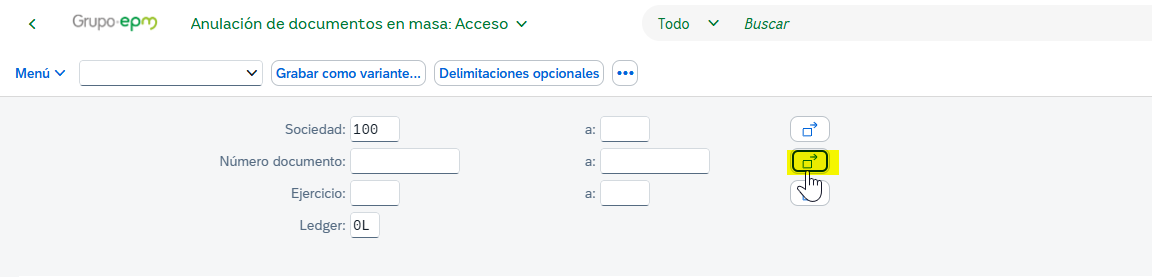 Grupo·epm Anulación de documentos en masa: Acceso Todo Buscar
Menú Grabar como variante... Delimitaciones opcionales •••
Sociedad: 100 a:
Número documento: a:
Ejercicio: a:
Ledger: 0L